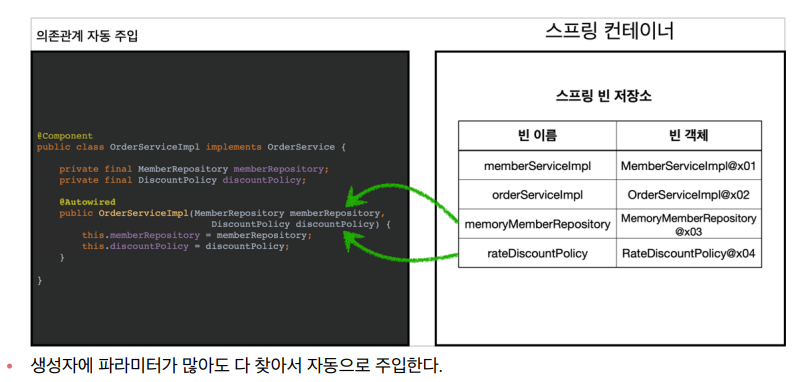 의존관계 자동 주입
스프링 컨테이너
@Component
public class OrderServiceImpl implements OrderService {
private final MemberRepository memberRepository;
private final DiscountPolicy discountPolicy;
@Autowired
public OrderServiceImpl(MemberRepository memberRepository,
DiscountPolicy discountPolicy) {
this.memberRepository = memberRepository;
this.discountPolicy = discountPolicy;
}
}
스프링 빈 저장소
빈 이름 빈 객체
memberServiceImpl MemberServiceImpl@x01
orderServiceImpl OrderServiceImpl@x02
memoryMemberRepository MemoryMemberRepository
@x03
rateDiscountPolicy RateDiscountPolicy@x04
• 생성자에 파라미터가 많아도 다 찾아서 자동으로 주입한다.